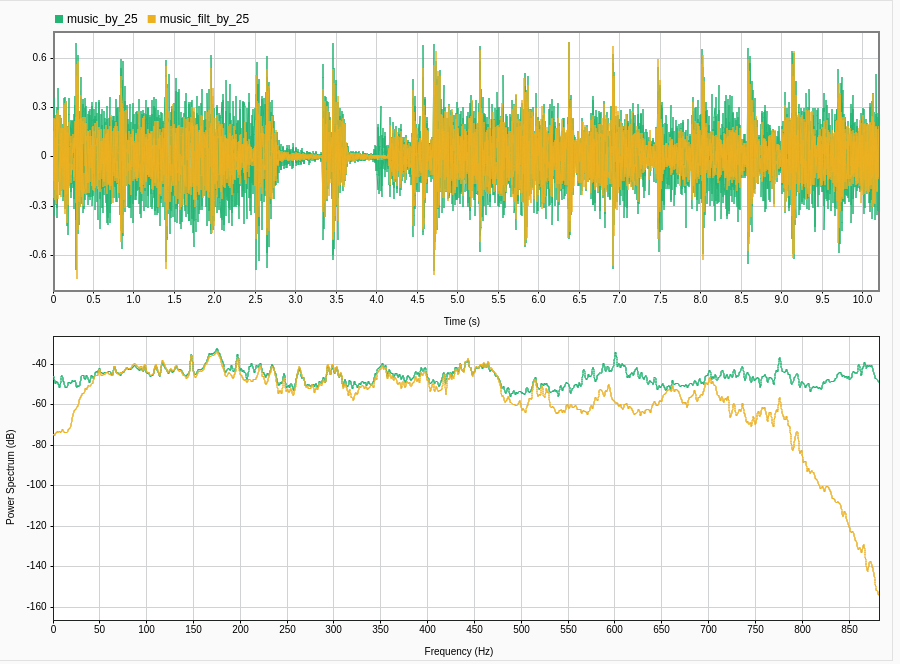 music_by_25 music_filt_by_25
0.6
0.3
0
-0.3
-0.6
0 0.5 1.0 1.5 2.0 2.5 3.0 3.5 4.0 4.5 5.0 5.5 6.0 6.5 7.0 7.5 8.0 8.5 9.0 9.5 10.0
Time (s)
-40
-60
-80
-100
-120
-140
-160
Power Spectrum (dB)
0 50 100 150 200 250 300 350 400 450 500 550 600 650 700 750 800 850
Frequency (Hz)